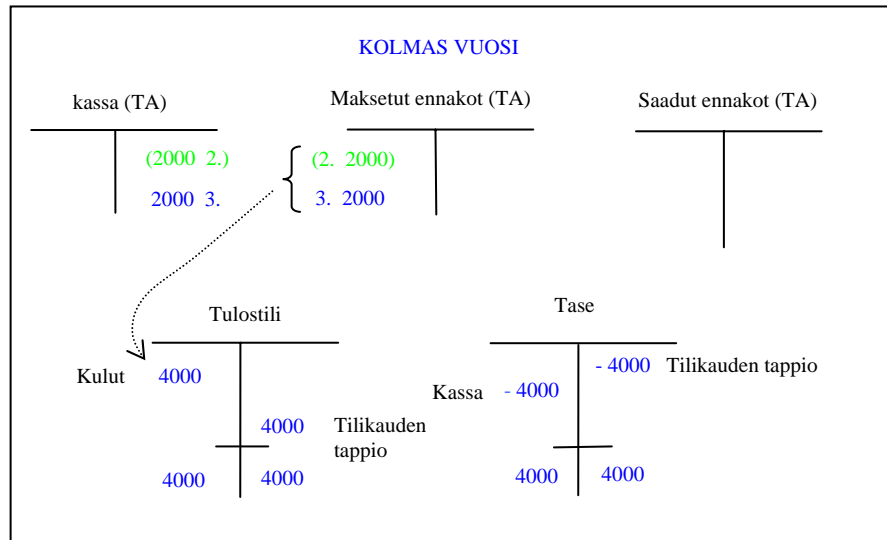 KOLMAS VUOSI
kassa (TA)
Maksetut ennakot (TA)
Saadut ennakot (TA)
(2000 2.)
(2. 2000)
2000 3.
3. 2000
Tulostili
Tase
Kulut 4000
- 4000 Tilikauden tappio
Kassa - 4000
4000 Tilikauden
tappio
4000 4000
4000 4000